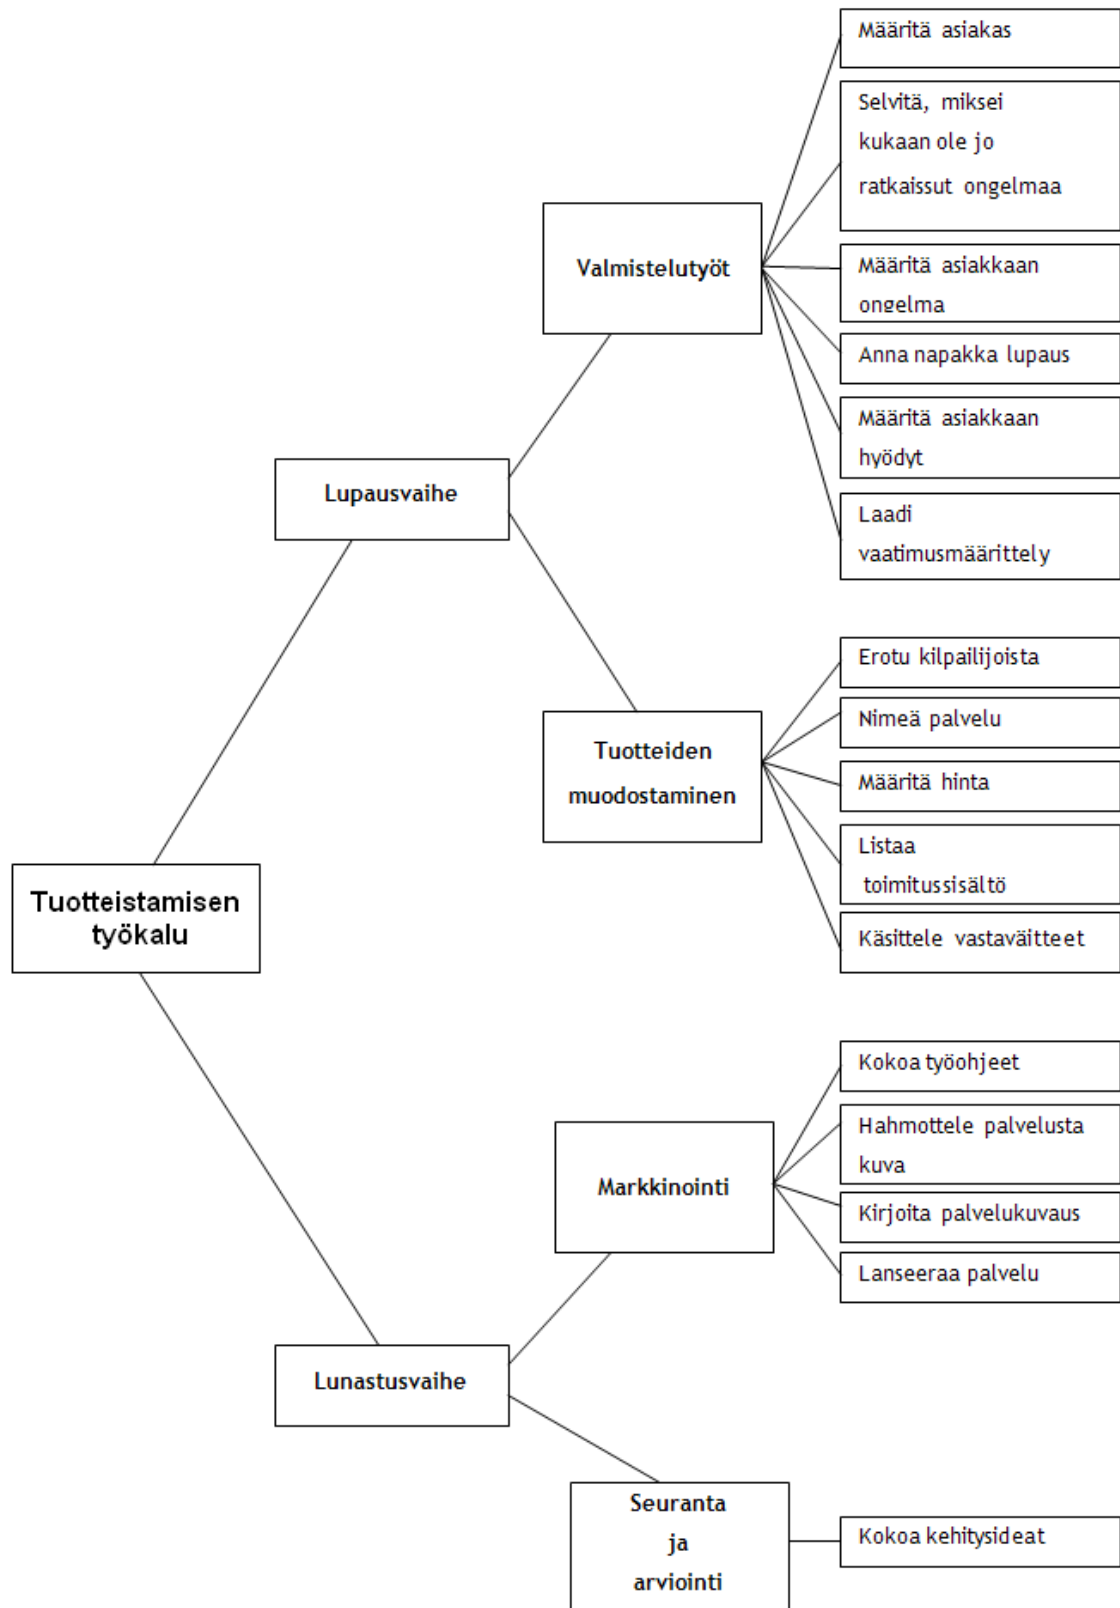 Määritä asiakas
Selvitä, miksei
kukaan ole jo
ratkaissut ongelmaa
Valmistelutyöt
Määritä asiakkaan
ongelma
Anna napakka lupaus
Määritä asiakkaan
hyödyt
Lupausvaihe
Laadi
vaatimusmäärittely
Erotu kilpailijoista
Nimeä palvelu
Tuotteiden
muodostaminen
Määritä hinta
Listaa
toimitussisältö
Käsittele vastaväitteet
Tuotteistamisen
työkalu
Kokoa työohjeet
Hahmottele palvelusta
kuva
Markkinointi
Kirjoita palvelukuvaus
Lanseeraa palvelu
Lunastusvaihe
Seuranta
ja
arviointi
Kokoa kehitysideat